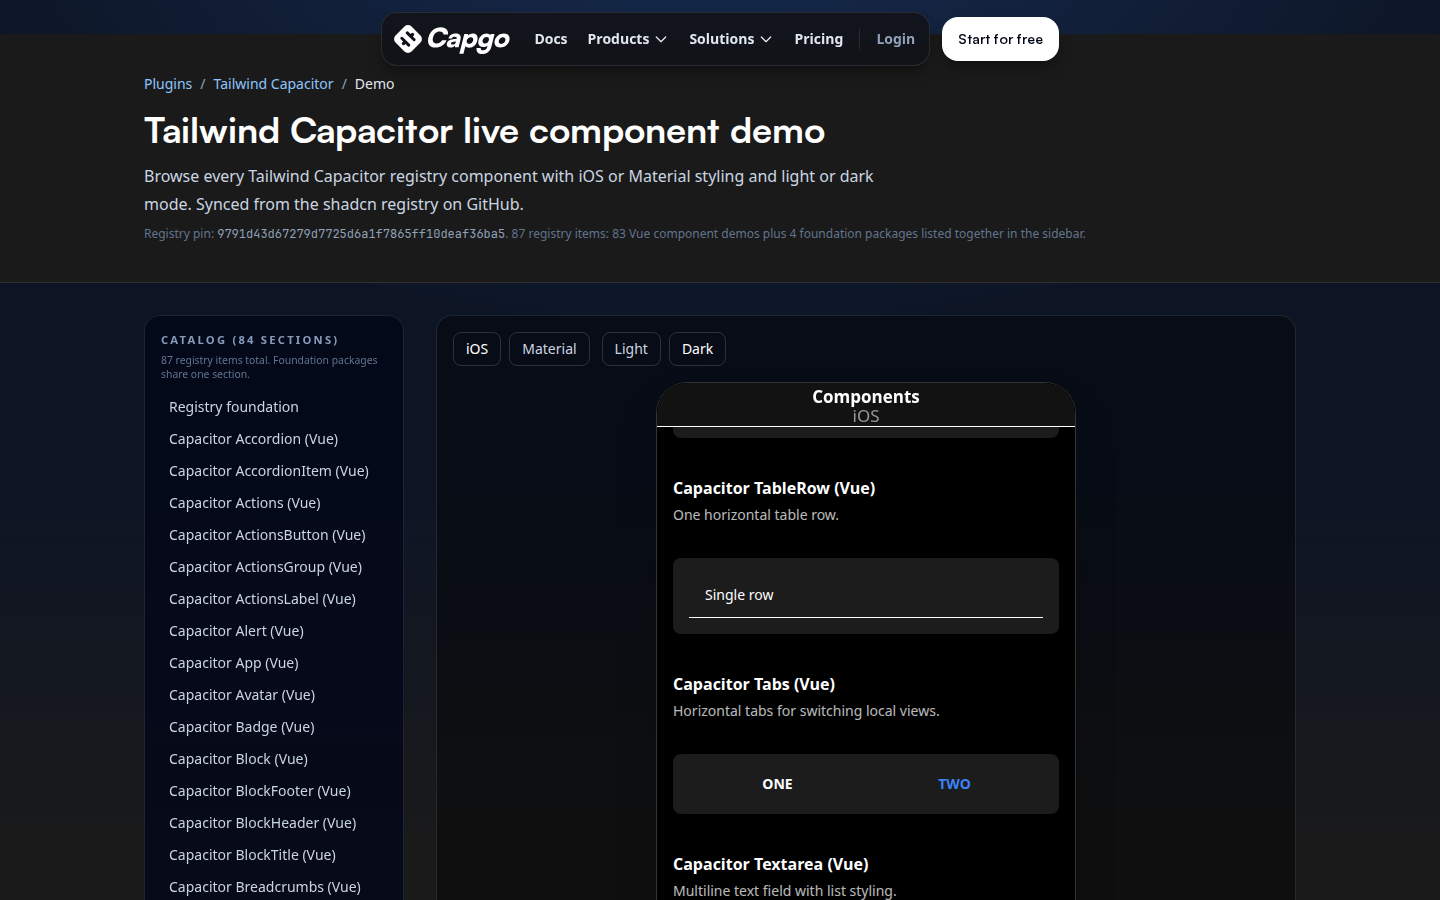 Capgo
Docs
Products
Solutions
Pricing
Login
Start for free
Plugins / Tailwind Capacitor / Demo
Tailwind Capacitor live component demo
Browse every Tailwind Capacitor registry component with iOS or Material styling and light or dark
mode. Synced from the shadcn registry on GitHub.
Registry pin: 9791d43d67279d7725d6a1f7865ff10deaf36ba5. 87 registry items: 83 Vue component demos plus 4 foundation packages listed together in the sidebar.
CATALOG (84 SECTIONS)
87 registry items total. Foundation packages
share one section.
Registry foundation
Capacitor Accordion (Vue)
Capacitor AccordionItem (Vue)
Capacitor Actions (Vue)
Capacitor ActionsButton (Vue)
Capacitor ActionsGroup (Vue)
Capacitor ActionsLabel (Vue)
Capacitor Alert (Vue)
Capacitor App (Vue)
Capacitor Avatar (Vue)
Capacitor Badge (Vue)
Capacitor Block (Vue)
Capacitor BlockFooter (Vue)
Capacitor BlockHeader (Vue)
Capacitor BlockTitle (Vue)
Capacitor Breadcrumbs (Vue)
iOS
Material
Light
Dark
Components
iOS
Capacitor TableRow (Vue)
One horizontal table row.
Single row
Capacitor Tabs (Vue)
Horizontal tabs for switching local views.
ONE
TWO
Capacitor Textarea (Vue)
Multiline text field with list styling.